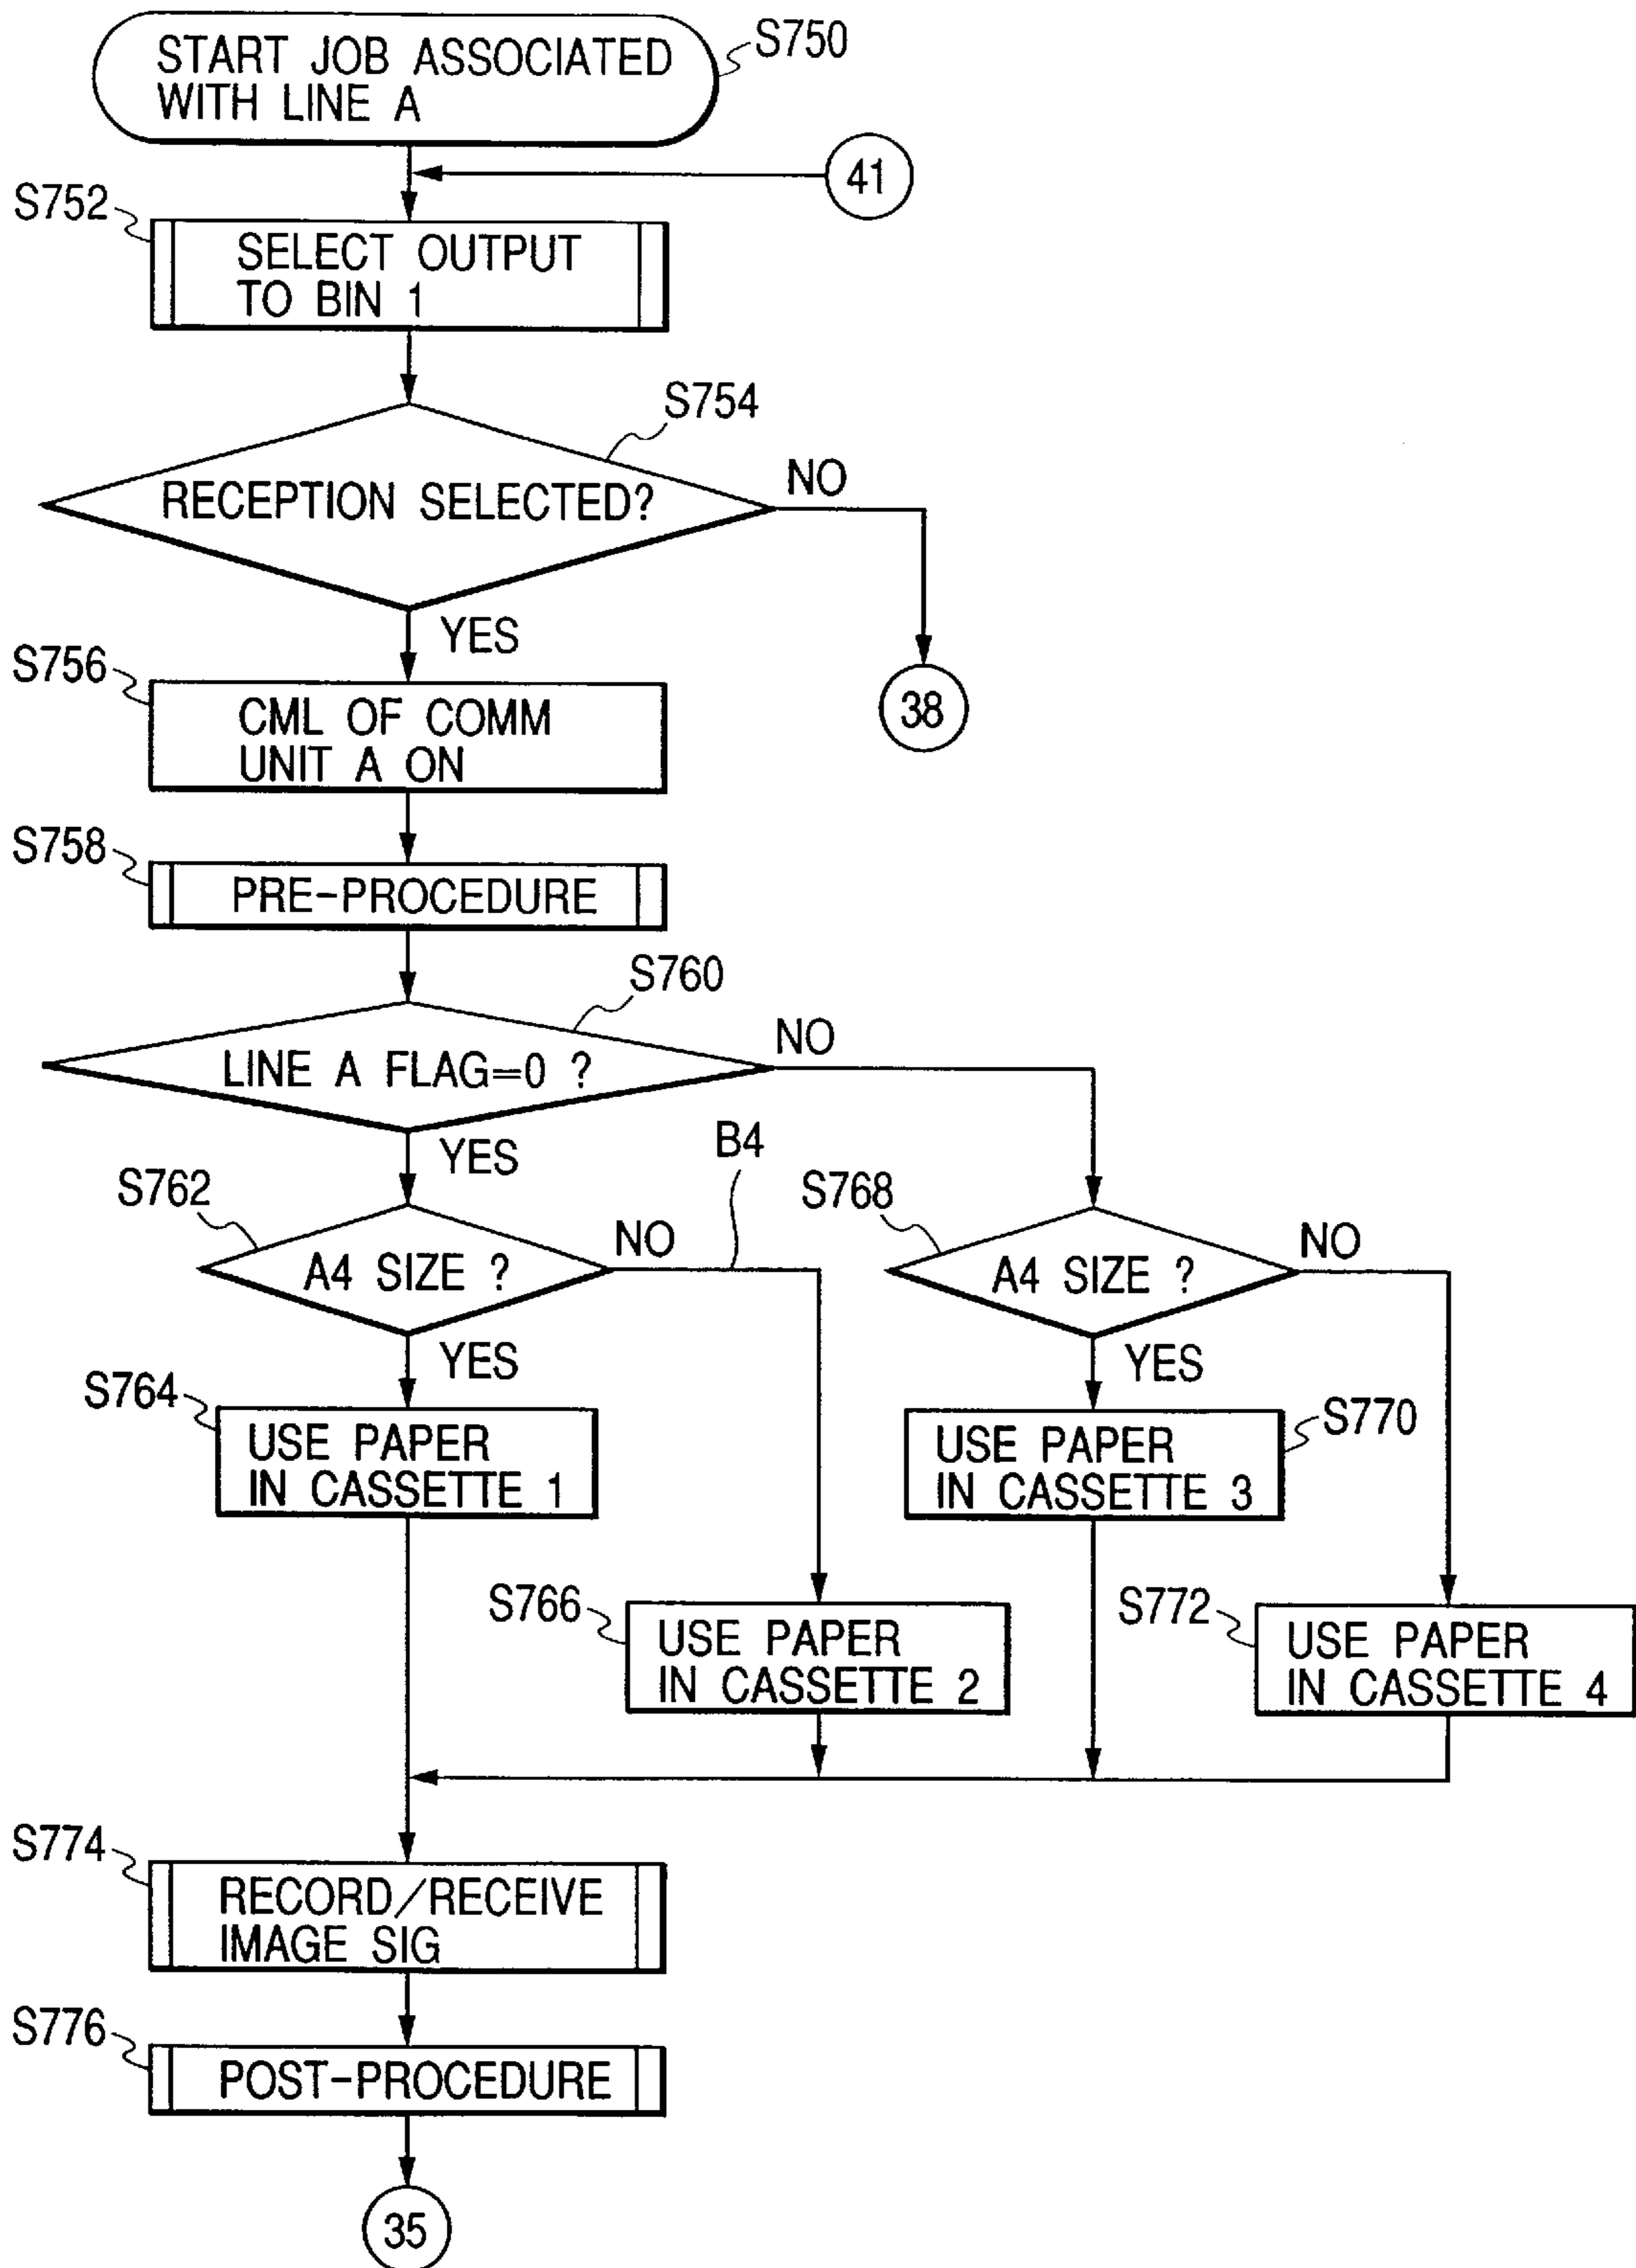 START JOB ASSOCIATED
WITH LINE A
S750
41
S752
SELECT OUTPUT
TO BIN 1
S754
RECEPTION SELECTED?
NO
YES
38
S756
CML OF COMM
UNIT A ON
S758
PRE-PROCEDURE
S760
LINE A FLAG=0 ?
NO
YES
B4
S762
A4 SIZE ?
NO
YES
S768
A4 SIZE ?
NO
YES
S764
USE PAPER
IN CASSETTE 1
S770
USE PAPER
IN CASSETTE 3
S766
USE PAPER
IN CASSETTE 2
S772
USE PAPER
IN CASSETTE 4
S774
RECORD/RECEIVE
IMAGE SIG
S776
POST-PROCEDURE
35